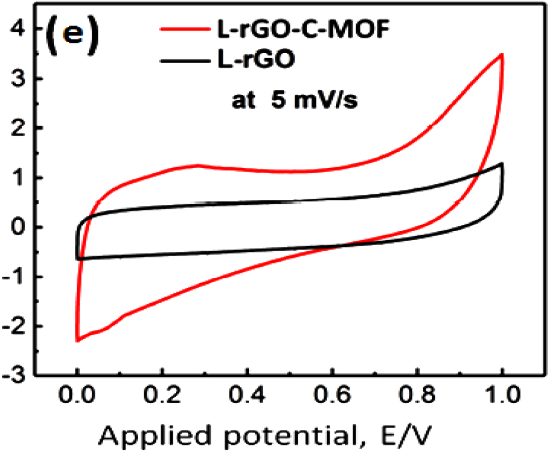 (e)
L-rGO-C-MOF
L-rGO
at 5 mV/s
4
3
2
1
0
-1
-2
-3
0.0 0.2 0.4 0.6 0.8 1.0
Applied potential, E/V